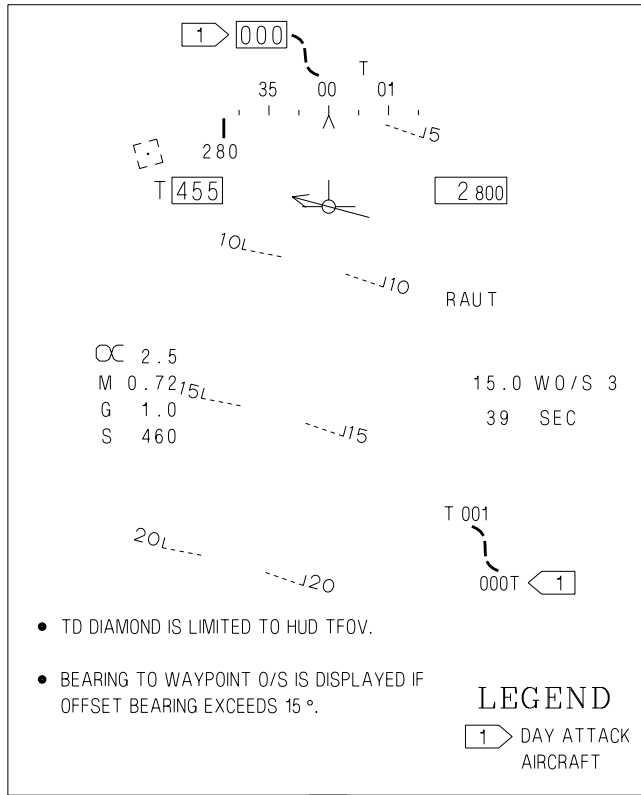 1 000
T
35 00 01
5
280
T 455
2 800
10
10
RAUT
α 2.5
M 0.72
G 1.0
S 460
15
15
15.0 WO/S 3
39 SEC
T 001
20
20
000T 1
• TD DIAMOND IS LIMITED TO HUD TFOV.
• BEARING TO WAYPOINT O/S IS DISPLAYED IF
OFFSET BEARING EXCEEDS 15 °.
LEGEND
1 DAY ATTACK
AIRCRAFT